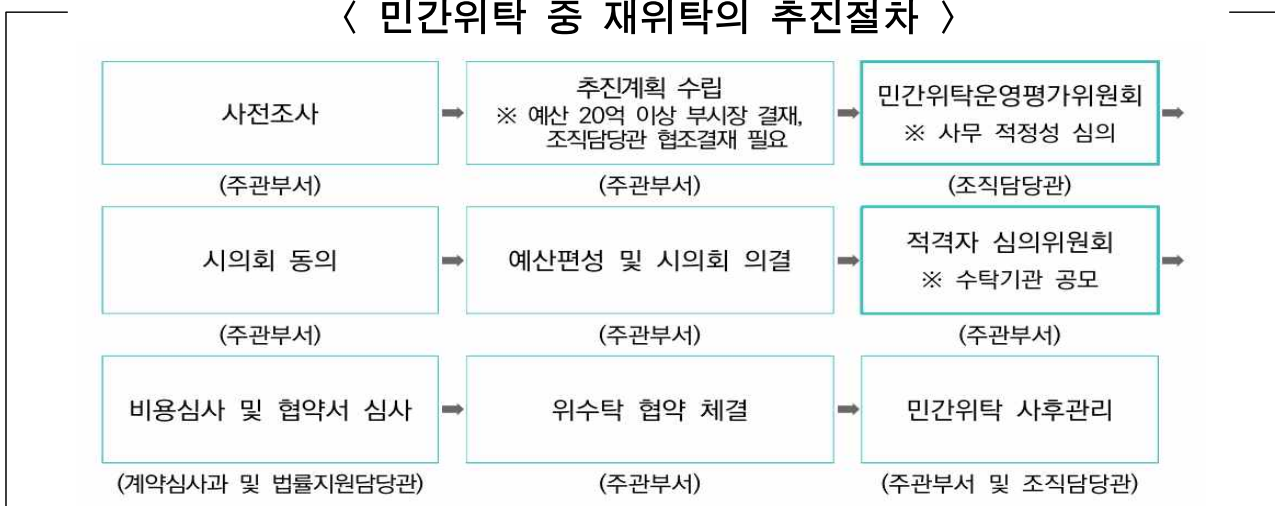 〈 민간위탁 중 재위탁의 추진절차 〉
사전조사
추진계획 수립
※ 예산 20억 이상 부시장 결재,
조직담당관 협조결재 필요
민간위탁운영평가위원회
※ 사무 적정성 심의
(주관부서)
(주관부서)
(조직담당관)
시의회 동의
예산편성 및 시의회 의결
적격자 심의위원회
※ 수탁기관 공모
(주관부서)
(주관부서)
(주관부서)
비용심사 및 협약서 심사
위수탁 협약 체결
민간위탁 사후관리
(계약심사과 및 법률지원담당관)
(주관부서)
(주관부서 및 조직담당관)